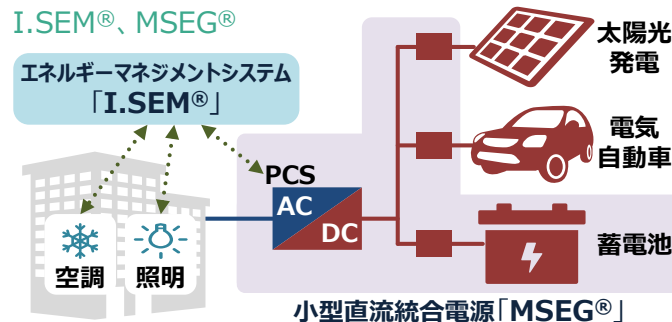 I.SEM®、MSEG®
エネルギーマネジメントシステム
「I.SEM®」
太陽光
発電
電気
自動車
PCS
AC
DC
空調
照明
蓄電池
小型直流統合電源「MSEG®」